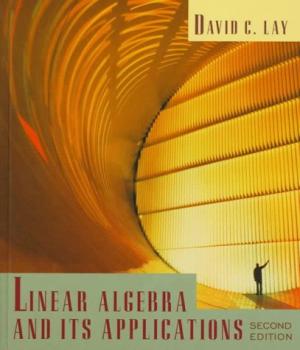 DAVID C. LAY
LINEAR ALGEBRA
AND ITS APPLICATIONS
SECOND
EDITION